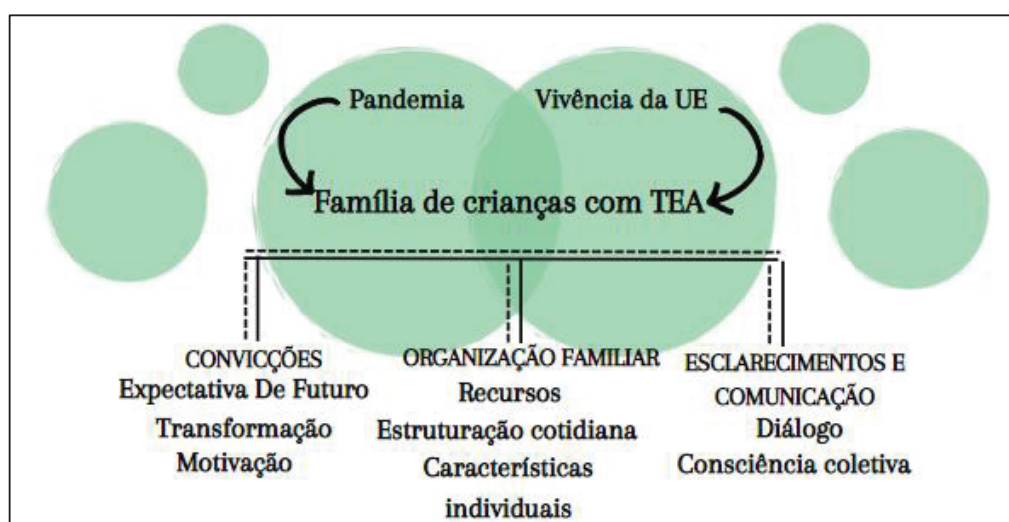 Pandemia
Vivência da UE
Família de crianças com TEA
CONVICÇÕES
Expectativa De Futuro
Transformação
Motivação
ORGANIZAÇÃO FAMILIAR
Recursos
Estruturação cotidiana
Características
individuais
ESCLARECIMENTOS E
COMUNICAÇÃO
Diálogo
Consciência coletiva